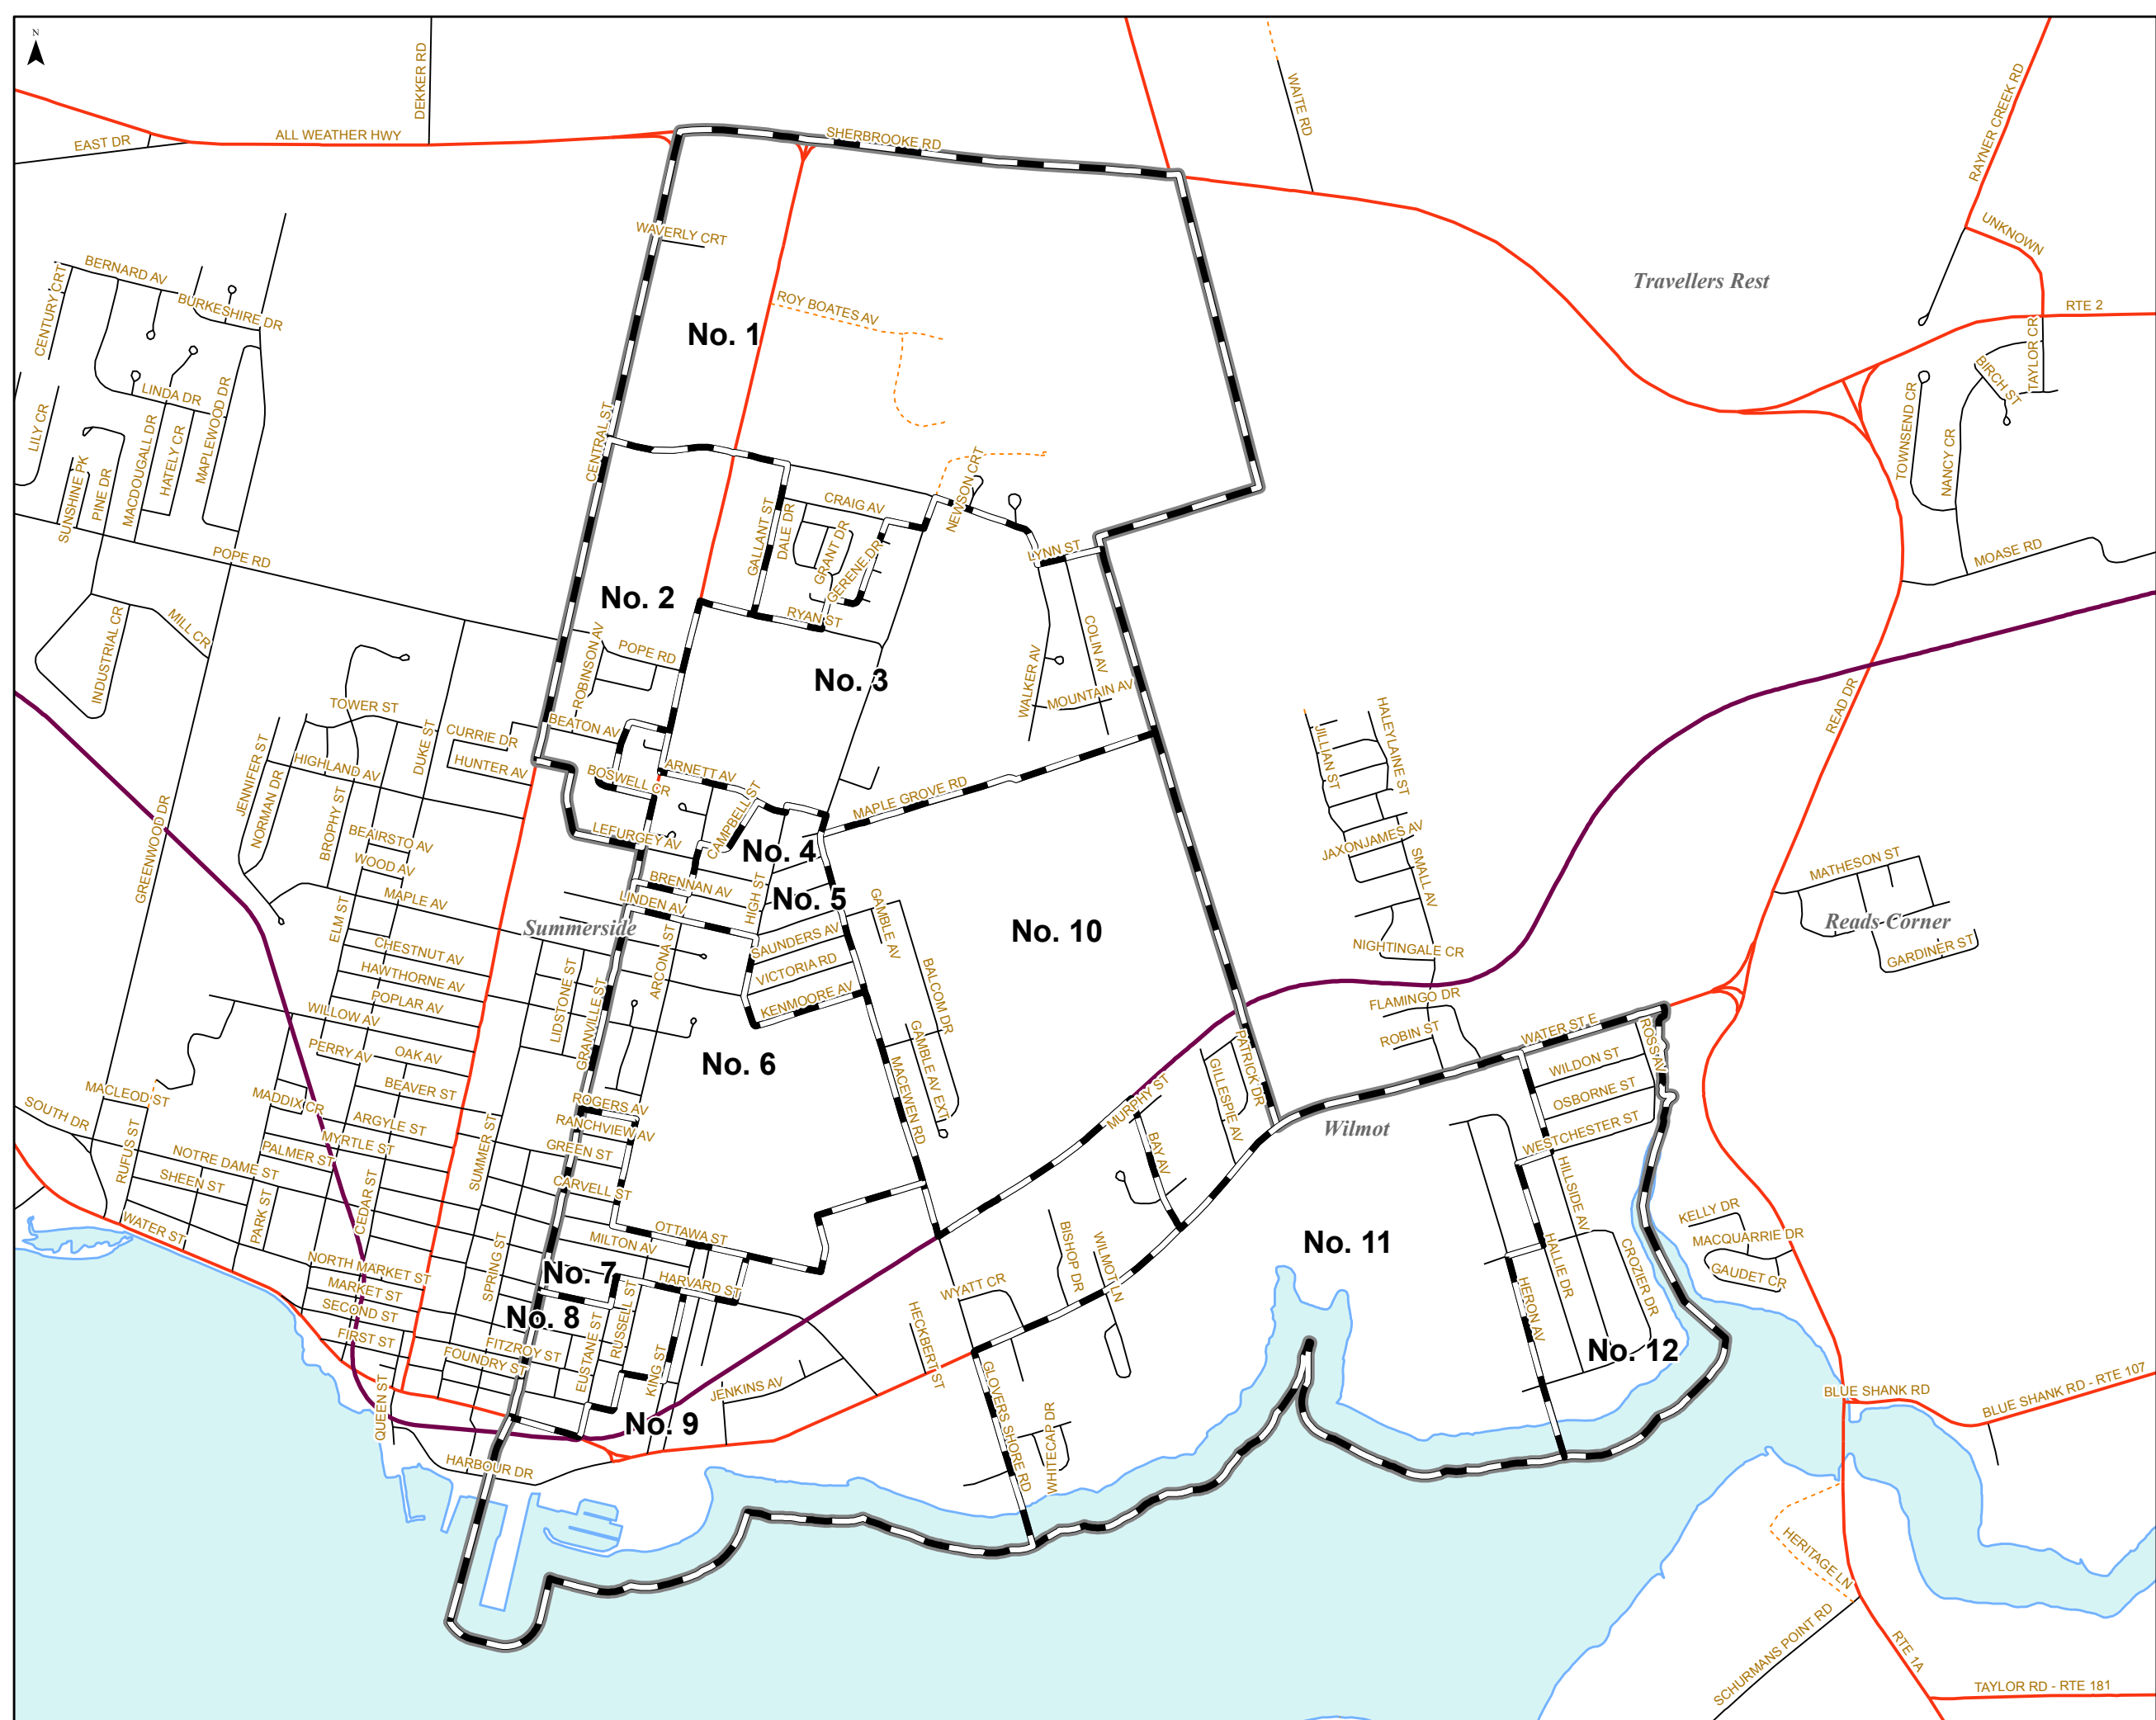 N
DEKKER RD
EAST DR
ALL WEATHER HWY
SHERBROOKE RD
WAITE RD
RAYNER CREEK RD
WAVERLY CRT
UNKNOWN
Travellers Rest
BERNARD AV
CENTURY CRT
BURKESHIRE DR
ROY BOATES AV
RTE 2
No. 1
TAYLOR CR
BIRCH ST
LINDA DR
LILY CR
MAPLEWOOD DR
MACDOUGALL DR
HATELY CR
TOWNSEND CR
NANCY CR
CENTRAL ST
SUNSHINE PK
PINE DR
NEWSON CRT
CRAIG AV
GALLANT ST
DALE DR
GRANT DR
GERENE DR
LYNN ST
MOASE RD
POPE RD
No. 2
RYAN ST
MILL CR
INDUSTRIAL CR
ROBINSON AV
POPE RD
COLIN AV
WALKER AV
No. 3
MOUNTAIN AV
TOWER ST
DUKE ST
CURRIE DR
BEATON AV
HALEYLAINE ST
JILLIAN ST
READ DR
JENNIFER ST
NORMAN DR
HIGHLAND AV
HUNTER AV
BOSWELL CR
ARNETT AV
CAMPBELL ST
MAPLE GROVE RD
GREENWOOD DR
BROPHY ST
BEAIRSTO AV
LEFURGEY AV
No. 4
JAXONJAMES AV
SMALL AV
MATHESON ST
WOOD AV
BRENNAN AV
HIGH ST
No. 5
MAPLE AV
LINDEN AV
GAMBLE AV
ELM ST
Summerside
No. 10
Reads Corner
GARDINER ST
CHESTNUT AV
SAUNDERS AV
NIGHTINGALE CR
HAWTHORNE AV
ARCONA ST
VICTORIA RD
BALCOM DR
LIDSTONE ST
GRANVILLE ST
POPLAR AV
KENMOORE AV
FLAMINGO DR
WILLOW AV
ROBIN ST
WATER ST E
ROSS AV
PERRY AV
OAK AV
No. 6
GAMBLE AV EXT
MACEWEN RD
PATRICK DR
GILLESPIE AV
WILDON ST
OSBORNE ST
BEAVER ST
MACLEOD ST
SOUTH DR
MADDIX CR
ROGERS AV
MURPHY ST
RANCHVIEW AV
ARGYLE ST
MYRTLE ST
Wilmot
WESTCHESTER ST
GREEN ST
BAY AV
RUFUS ST
NOTRE DAME ST
PALMER ST
SUMMER ST
SHEEN ST
CARVELL ST
HILLSIDE AV
CEDAR ST
PARK ST
WATER ST
OTTAWA ST
MILTON AV
BISHOP DR
WILMOT LN
No. 11
HALLIE DR
CROZIER DR
KELLY DR
MACQUARRIE DR
GAUDET CR
NORTH MARKET ST
SPRING ST
No. 7
HARVARD ST
WYATT CR
HERON AV
MARKET ST
SECOND ST
No. 8
RUSSELL ST
EUSTANE ST
HECKBERT ST
FIRST ST
FITZROY ST
FOUNDRY ST
KING ST
No. 12
QUEEN ST
JENKINS AV
GLOVERS SHORE RD
WHITECAP DR
BLUE SHANK RD
BLUE SHANK RD - RTE 107
No. 9
HARBOUR DR
HERITAGE LN
SCHURMANS POINT RD
RTE 1A
TAYLOR RD - RTE 181